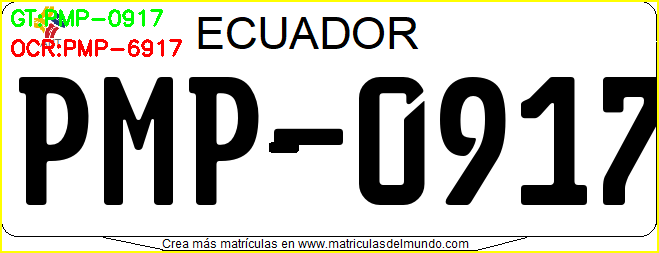 GT:PMP-0917
OCR:PMP-6917
ECUADOR
PMP-0917
Crea más matrículas en www.matriculasdelmundo.com